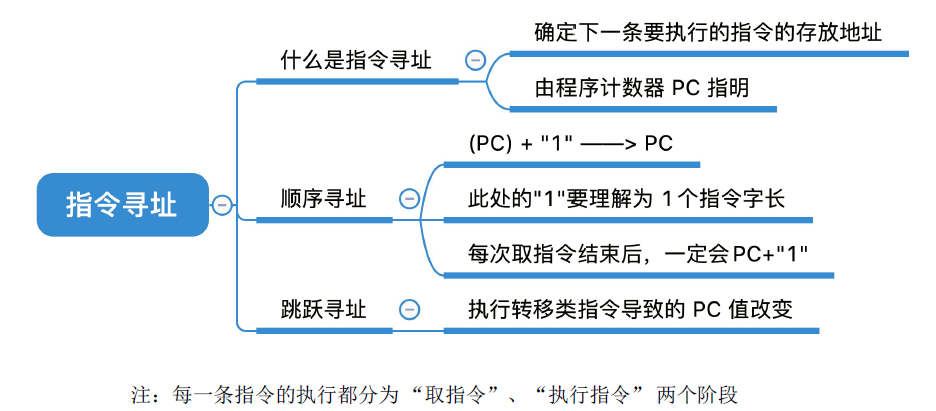 指令寻址
什么是指令寻址
确定下一条要执行的指令的存放地址
由程序计数器 PC 指明
顺序寻址
(PC) + "1" ——> PC
此处的"1"要理解为 1个指令字长
每次取指令结束后，一定会PC+"1"
跳跃寻址
执行转移类指令导致的 PC 值改变
注：每一条指令的执行都分为 “取指令”、“执行指令” 两个阶段